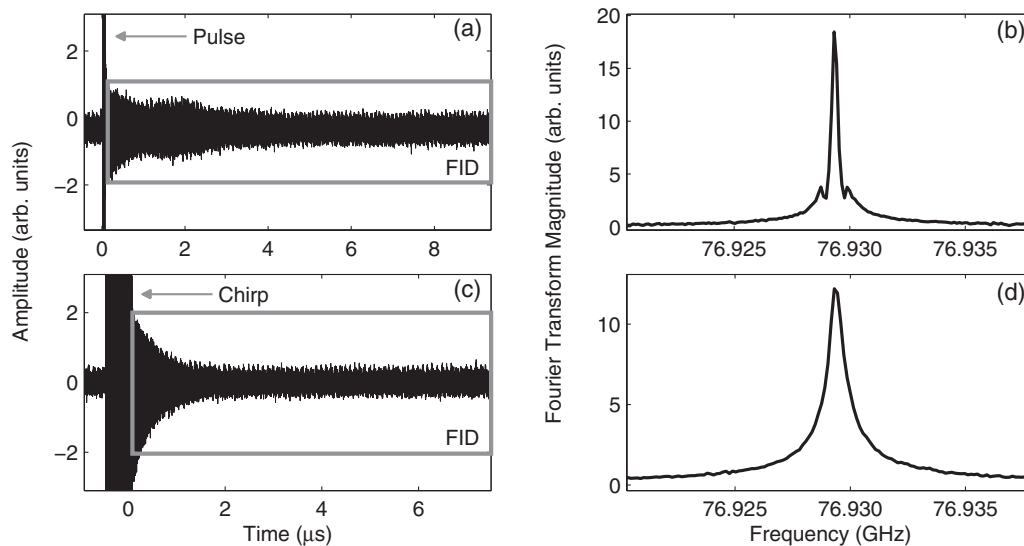 (a)
Pulse
FID
2
0
−2
0 2 4 6 8
(b)
20
15
10
5
0
76.925 76.930 76.935
(c)
Chirp
FID
2
0
−2
0 2 4 6 8
Time (μs)
Amplitude (arb. units)
(d)
10
5
0
76.925 76.930 76.935
Frequency (GHz)
Fourier Transform Magnitude (arb. units)